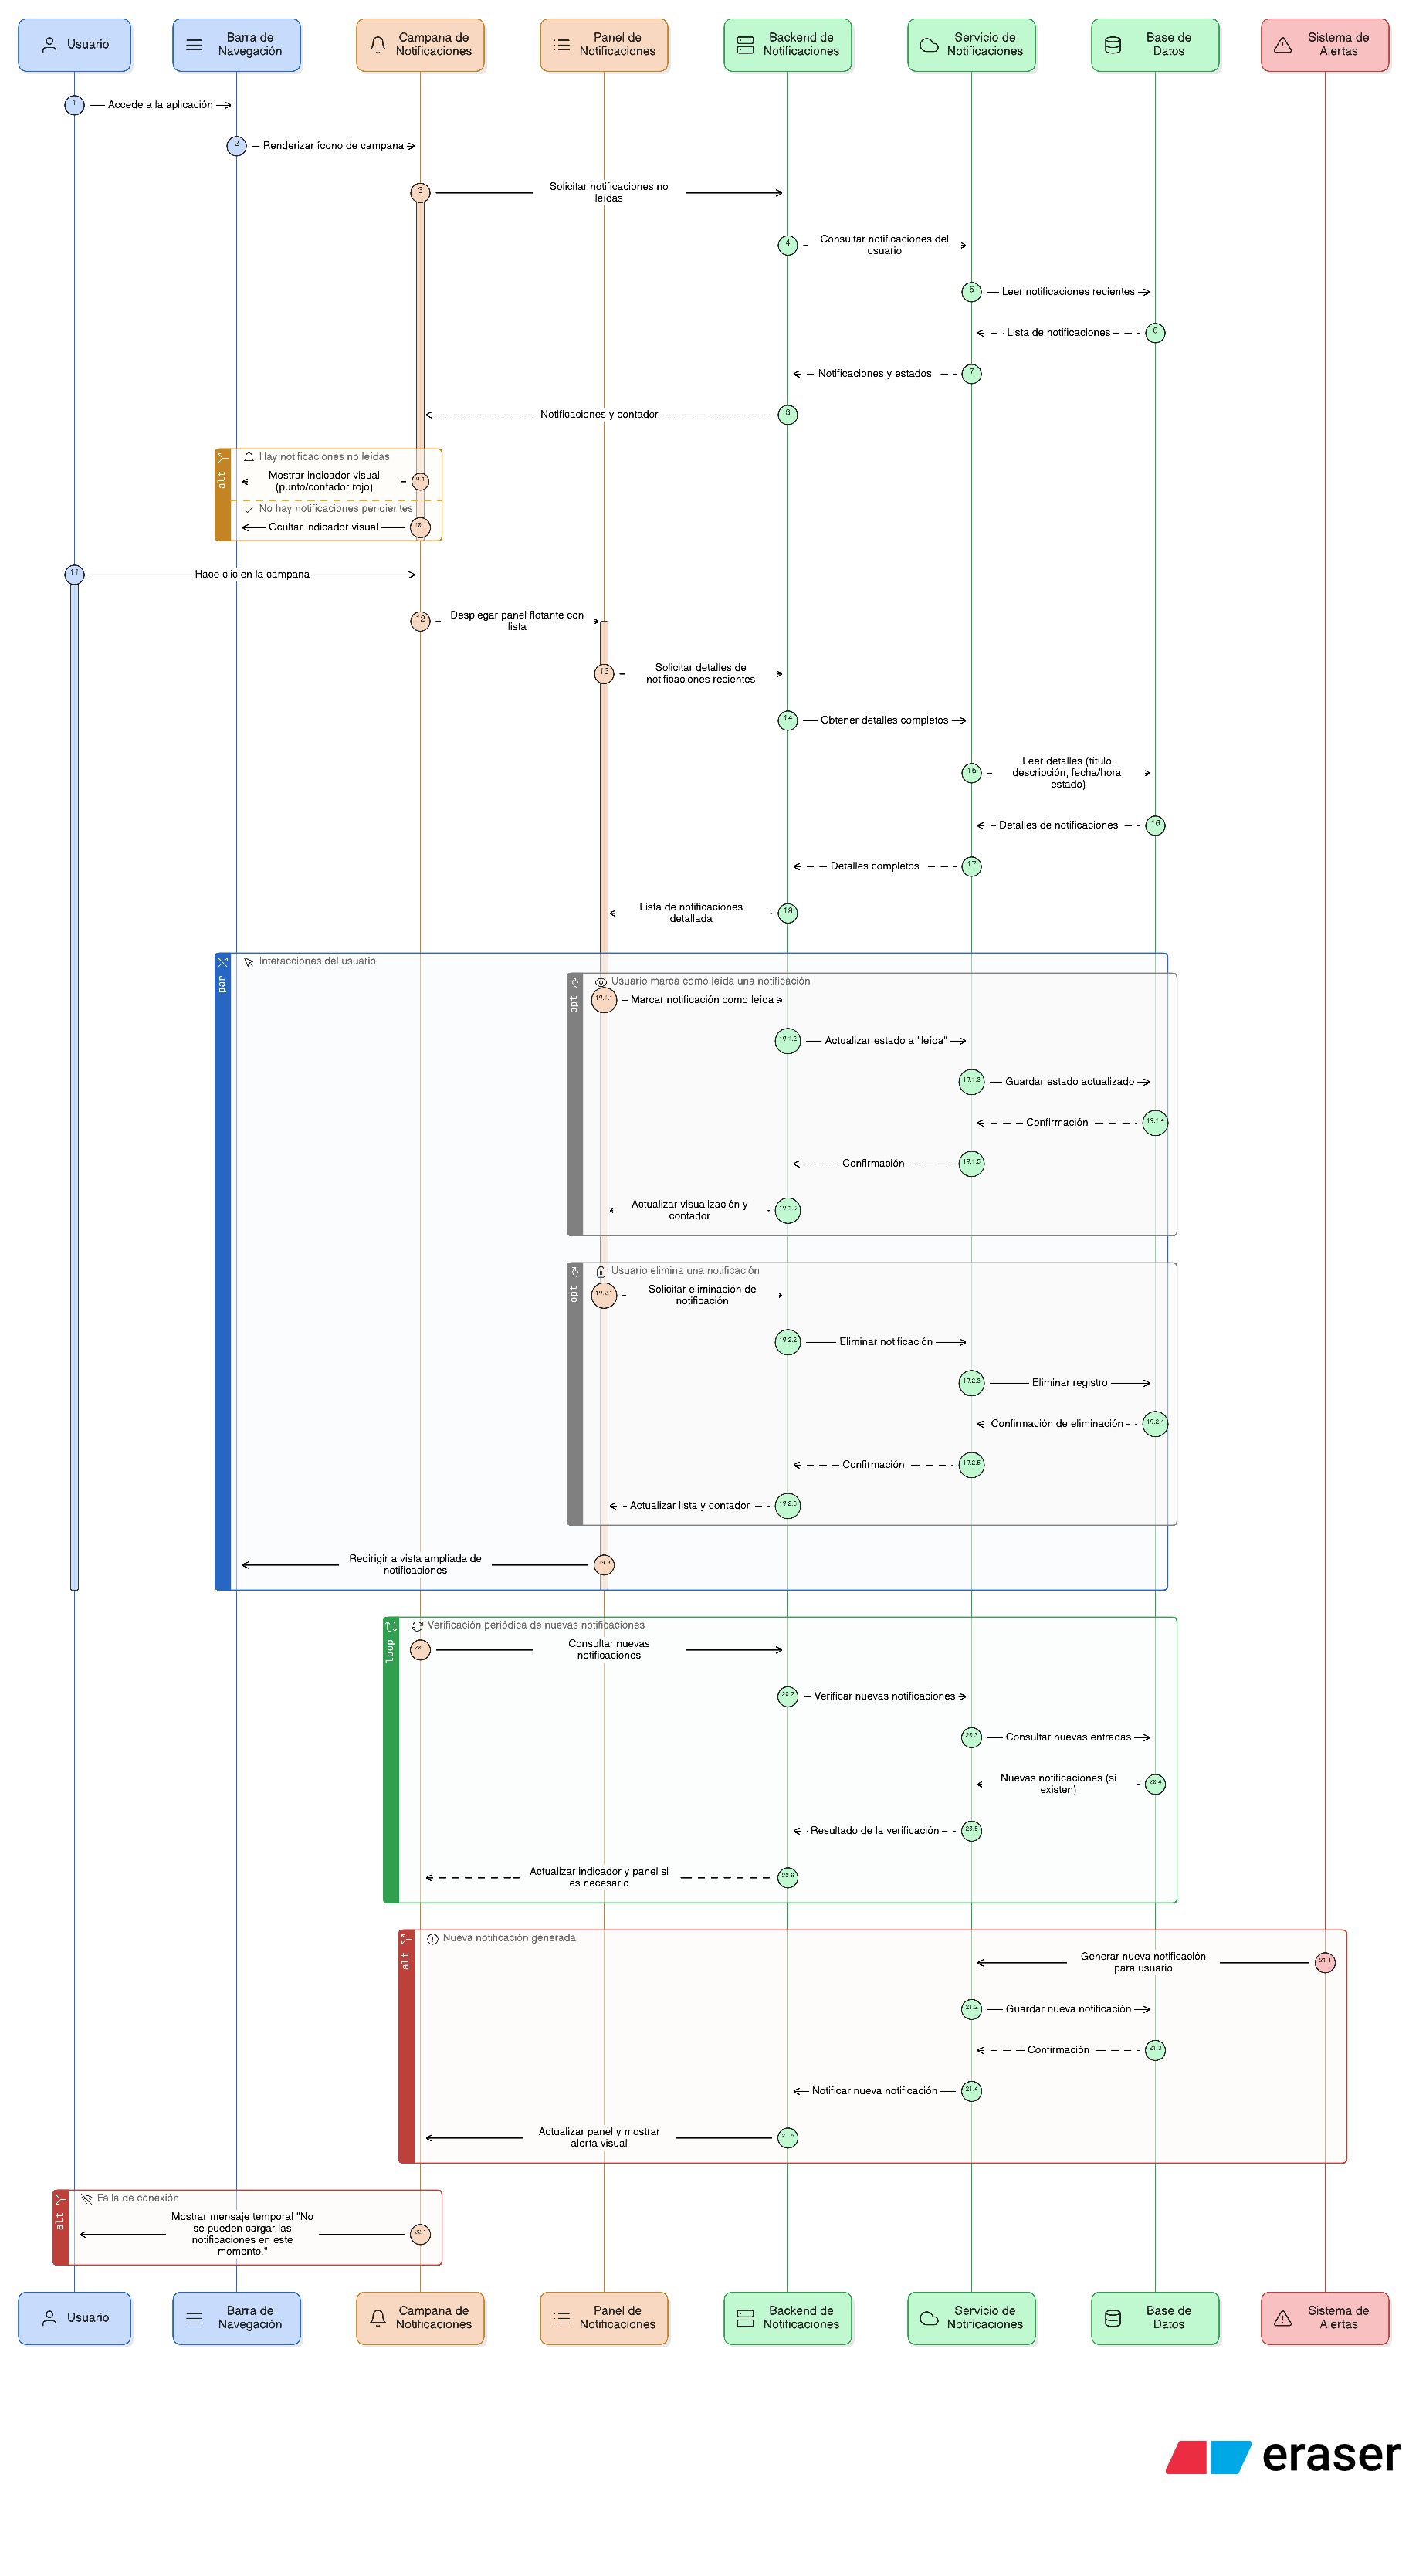 Usuario
Barra de
Navegación
Campana de
Notificaciones
Panel de
Notificaciones
Backend de
Notificaciones
Servicio de
Notificaciones
Base de
Datos
Sistema de
Alertas
1
Accede a la aplicación
2
Renderizar ícono de campana
3
Solicitar notificaciones no
leídas
4
Consultar notificaciones del
usuario
5
Leer notificaciones recientes
6
Lista de notificaciones
7
Notificaciones y estados
8
Notificaciones y contador
alt
Hay notificaciones no leídas
9.1
Mostrar indicador visual
(punto/contador rojo)
No hay notificaciones pendientes
10.1
Ocultar indicador visual
11
Hace clic en la campana
12
Desplegar panel flotante con
lista
13
Solicitar detalles de
notificaciones recientes
14
Obtener detalles completos
15
Leer detalles (título,
descripción, fecha/hora,
estado)
16
Detalles de notificaciones
17
Detalles completos
18
Lista de notificaciones
detallada
par
Interacciones del usuario
opt
Usuario marca como leída una notificación
19.1.1
Marcar notificación como leída
19.1.2
Actualizar estado a "leída"
19.1.3
Guardar estado actualizado
19.1.4
Confirmación
19.1.5
Confirmación
19.1.6
Actualizar visualización y
contador
opt
Usuario elimina una notificación
19.2.1
Solicitar eliminación de
notificación
19.2.2
Eliminar notificación
19.2.3
Eliminar registro
19.2.4
Confirmación de eliminación
19.2.5
Confirmación
19.2.6
Actualizar lista y contador
19.3
Redirigir a vista ampliada de
notificaciones
loop
Verificación periódica de nuevas notificaciones
20.1
Consultar nuevas
notificaciones
20.2
Verificar nuevas notificaciones
20.3
Consultar nuevas entradas
20.4
Nuevas notificaciones (si
existen)
20.5
Resultado de la verificación
20.6
Actualizar indicador y panel si
es necesario
alt
Nueva notificación generada
21.1
Generar nueva notificación
para usuario
21.2
Guardar nueva notificación
21.3
Confirmación
21.4
Notificar nueva notificación
21.5
Actualizar panel y mostrar
alerta visual
alt
Falla de conexión
22.1
Mostrar mensaje temporal "No
se pueden cargar las
notificaciones en este
momento."
Usuario
Barra de
Navegación
Campana de
Notificaciones
Panel de
Notificaciones
Backend de
Notificaciones
Servicio de
Notificaciones
Base de
Datos
Sistema de
Alertas
eraser